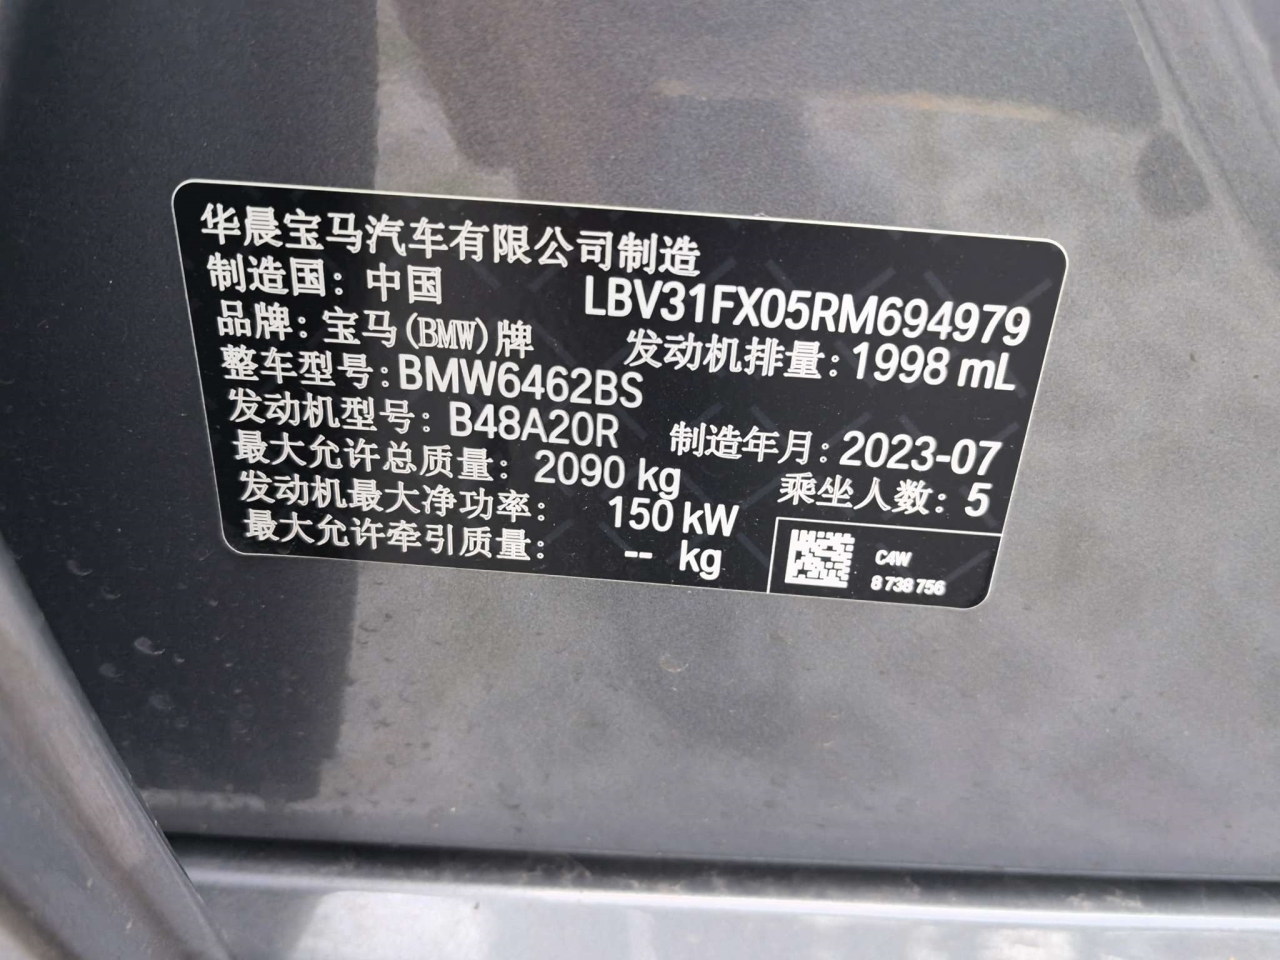 华晨宝马汽车有限公司制造
制造国：中国
LBV31FX05RM694979
品牌：宝马(BMW)牌
发动机排量：1998 mL
整车型号：BMW6462BS
发动机型号：B48A20R
制造年月：2023-07
最大允许总质量：2090 kg
乘坐人数：5
发动机最大净功率：150 kW
最大允许牵引质量：-- kg
C4W
8 738 756